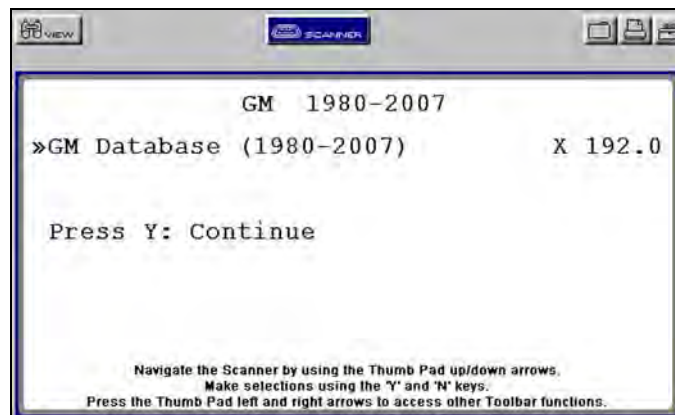 VIEW SCANNER
GM 1980-2007
»GM Database (1980-2007) X 192.0
Press Y: Continue
Navigate the Scanner by using the Thumb Pad up/down arrows.
Make selections using the 'Y' and 'N' keys.
Press the Thumb Pad left and right arrows to access other Toolbar functions.